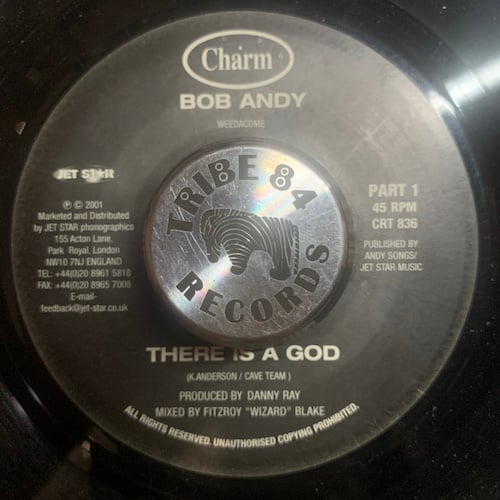 Charm
BOB ANDY
WEEDACOME
JET STAR
℗ © 2001
Marketed and Distributed
by JET STAR phonographics
155 Acton Lane,
Park Royal, London
NW10 7NJ ENGLAND
TEL: +44(0)20 8961 5818
FAX: +44(0)20 8965 7008
E-mail-
feedback@jet-star.co.uk
PART 1
45 RPM
CRT 836
PUBLISHED BY
ANDY SONGS/
JET STAR MUSIC
TRIBE 84
RECORDS
THERE IS A GOD
(K.ANDERSON / CAVE TEAM )
PRODUCED BY DANNY RAY
MIXED BY FITZROY "WIZARD" BLAKE
ALL RIGHTS RESERVED. UNAUTHORISED COPYING PROHIBITED.